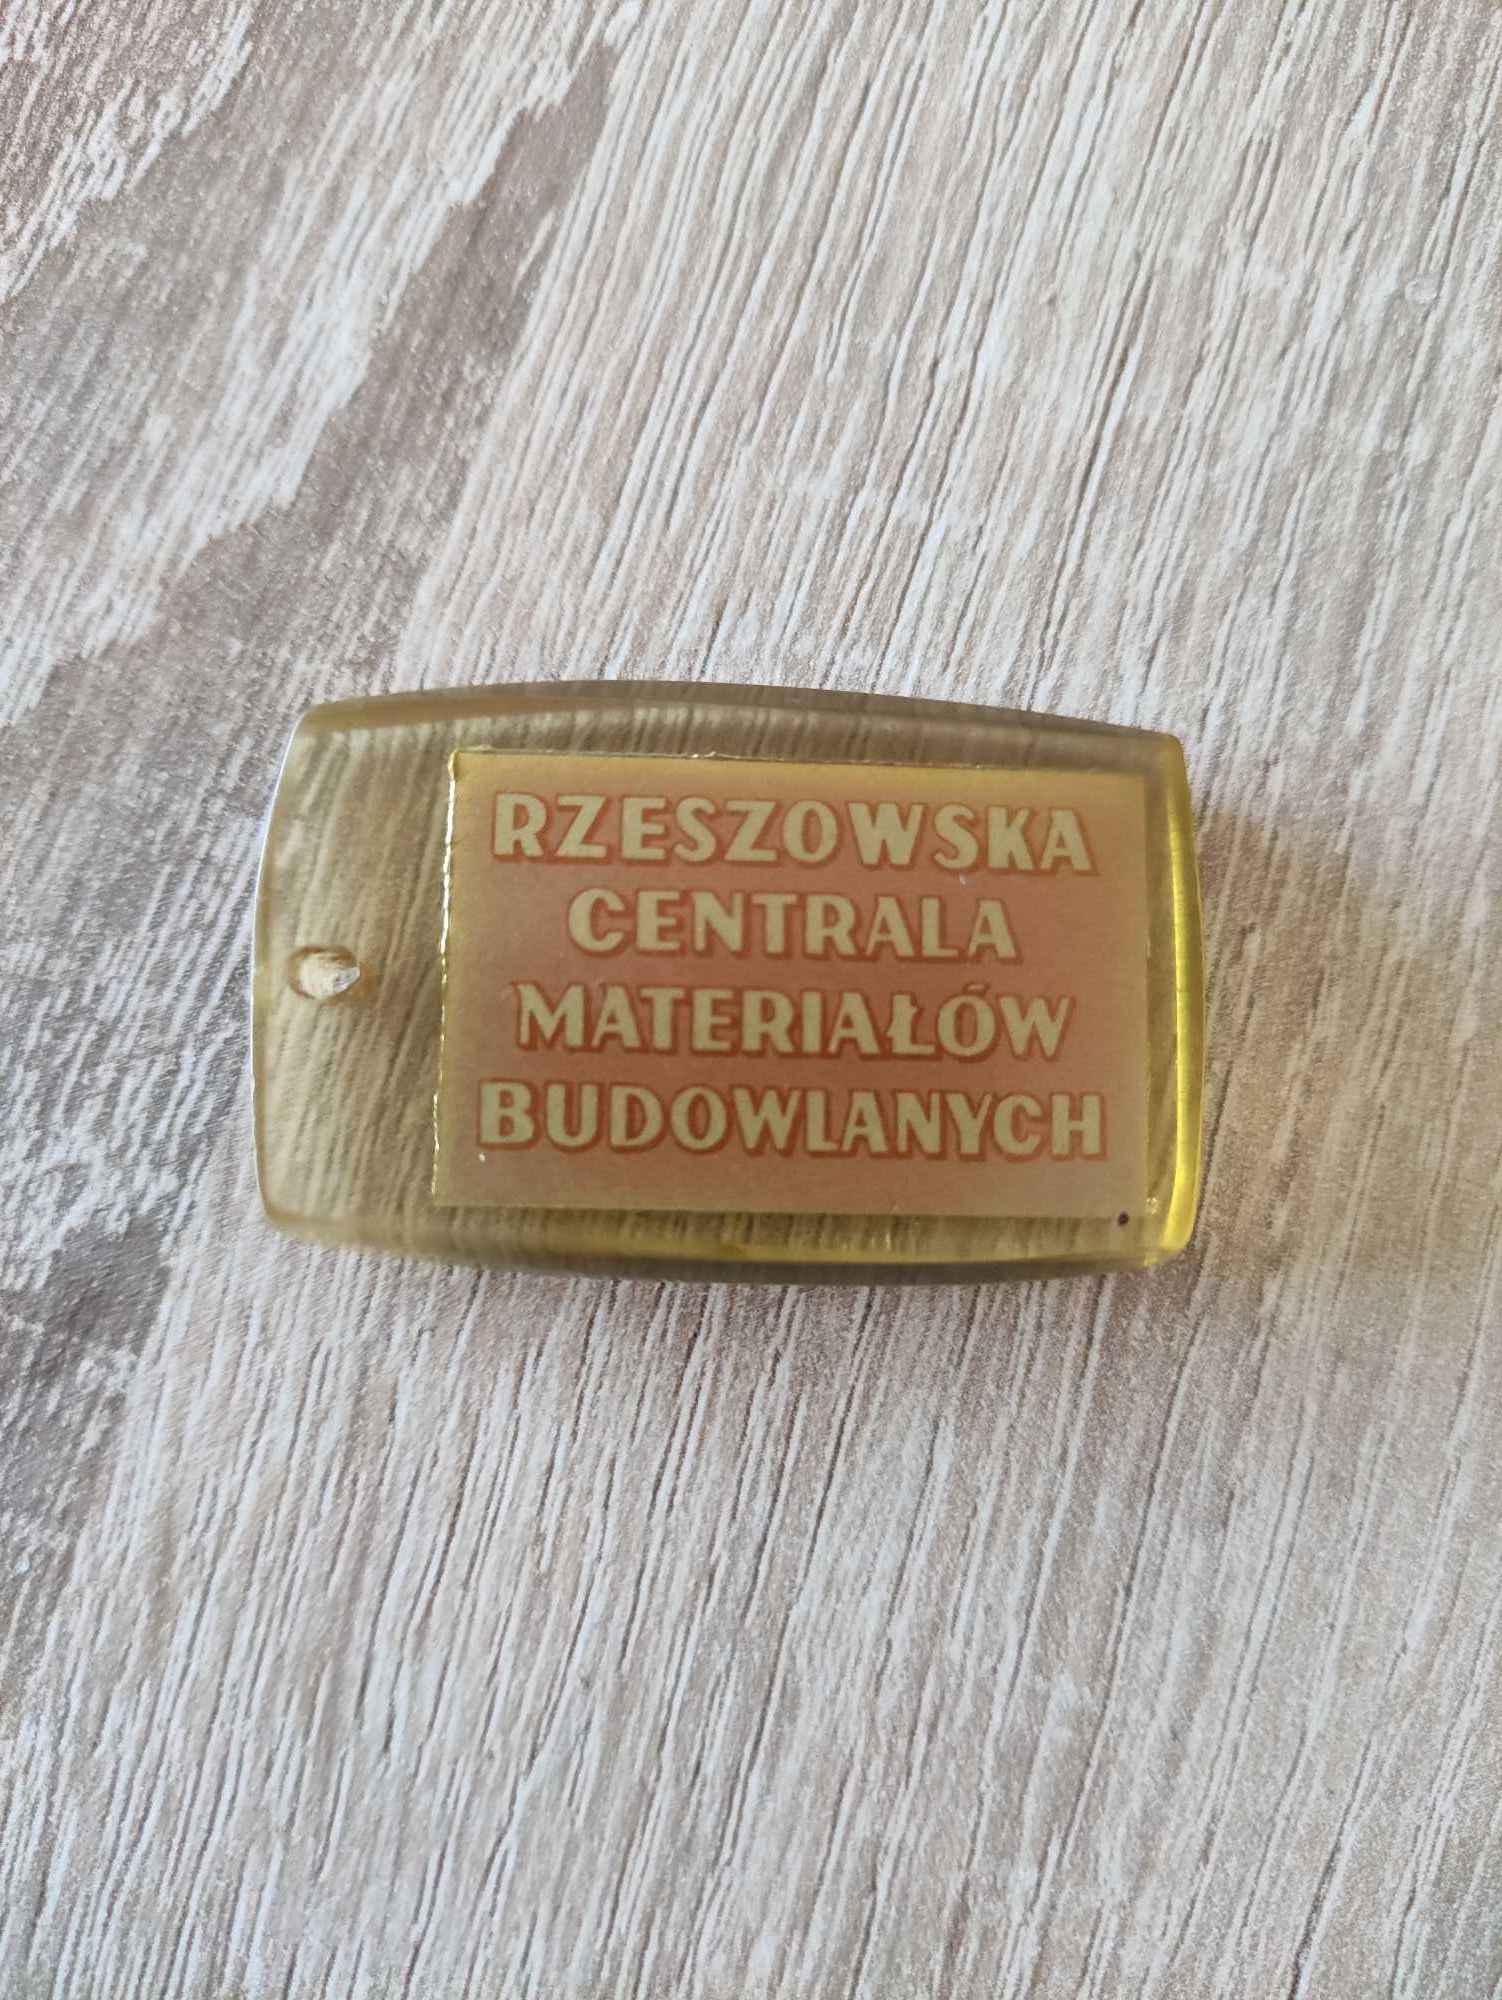 RZESZOWSKA
CENTRALA
MATERIAŁÓW
BUDOWLANYCH